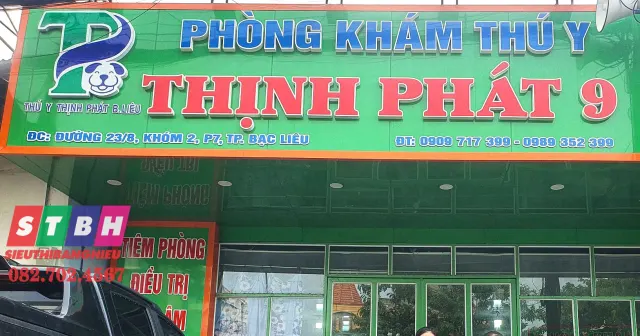 PHÒNG KHÁM THÚ Y
THỊNH PHÁT 9
THÚ Y THỊNH PHÁT B.LIÊU
ĐC: ĐƯỜNG 23/8, KHÓM 2, P7, TP. BẠC LIÊU
ĐT: 0909 717 399 - 0989 352 399
STBH
SIEUTHIBANGHIEU
082.703.4567
TIÊM PHÒNG
ĐIỀU TRỊ